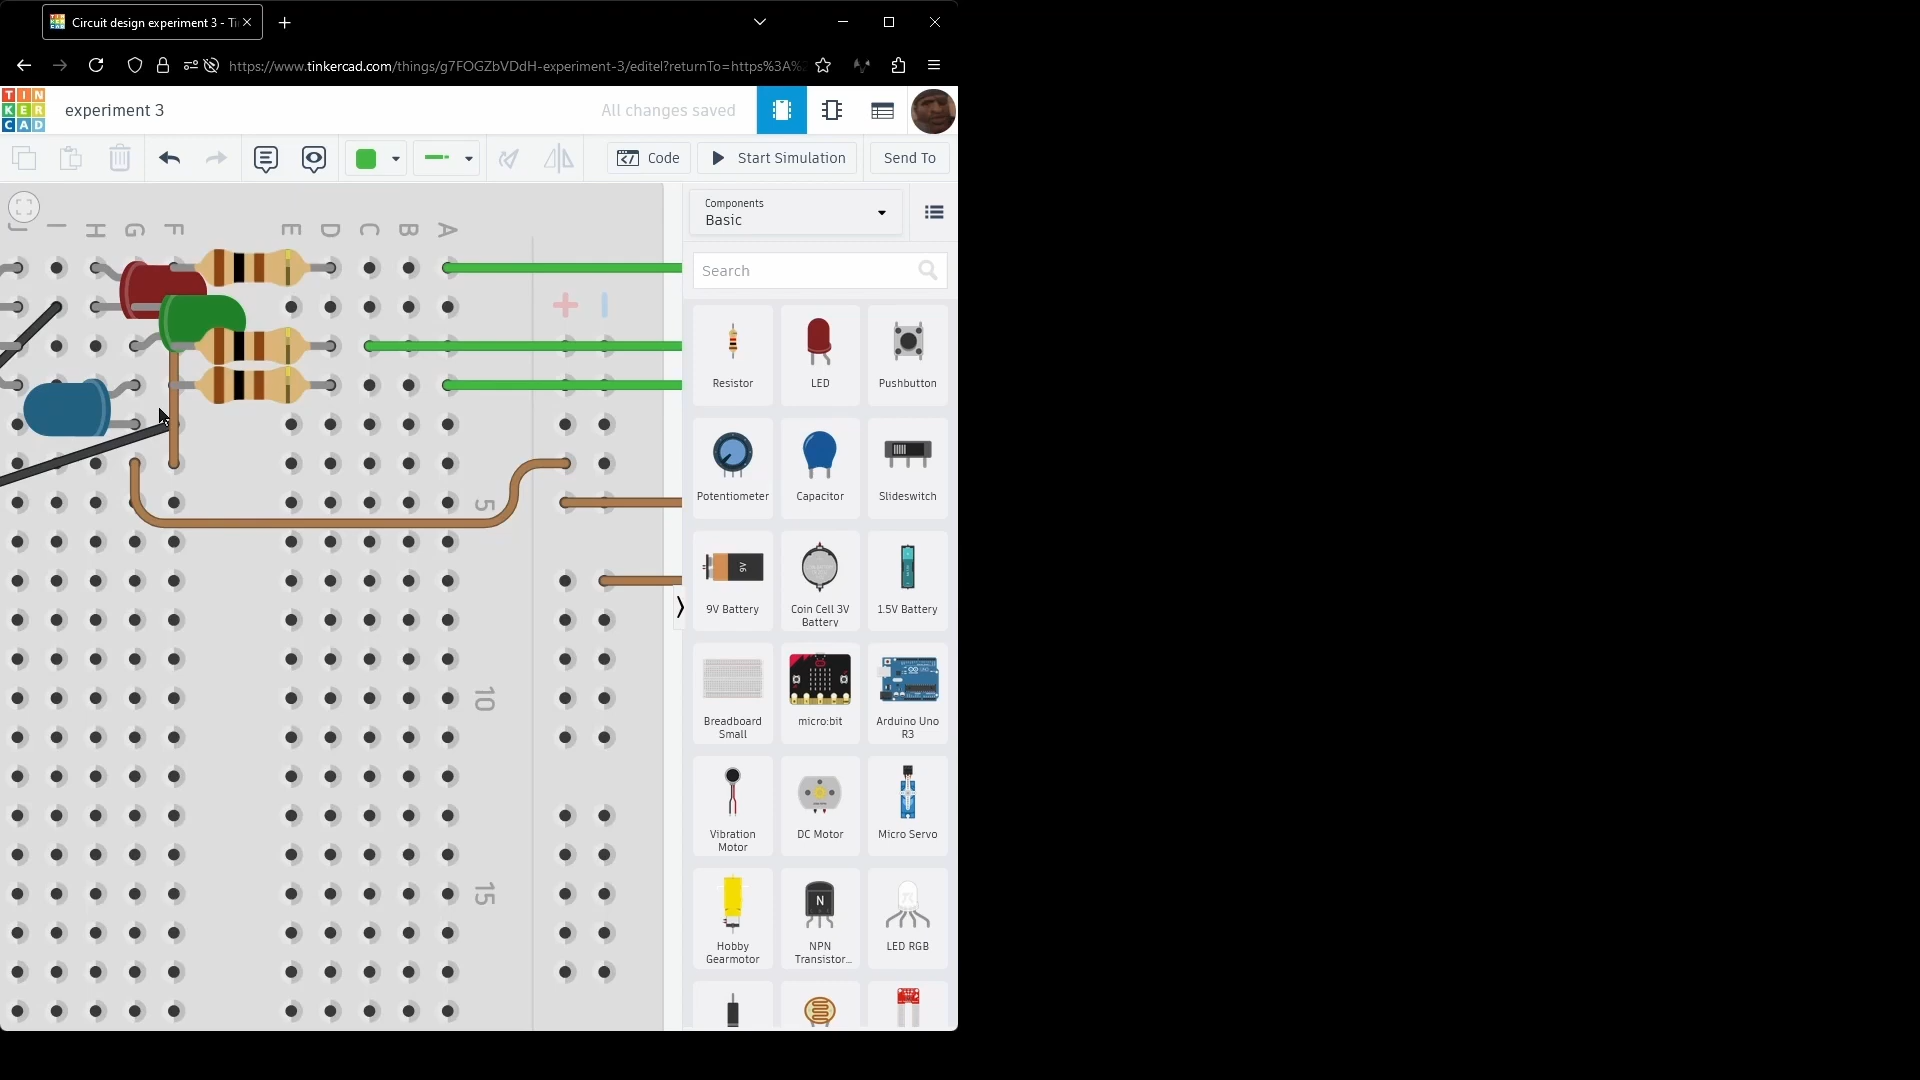 Circuit design experiment 3 - Ti
https://www.tinkercad.com/things/g7FOGZbVDdH-experiment-3/editel?returnTo=https%3A%
TIN
KER
CAD
experiment 3
All changes saved
Code
Start Simulation
Send To
Components
Basic
Search
J I H G F E D C B A
+
5
10
15
Resistor
LED
Pushbutton
Potentiometer
Capacitor
Slideswitch
9V
9V Battery
Coin Cell 3V
Battery
1.5V Battery
Breadboard
Small
micro:bit
Arduino Uno
R3
Vibration
Motor
DC Motor
Micro Servo
N
Hobby
Gearmotor
NPN
Transistor...
LED RGB